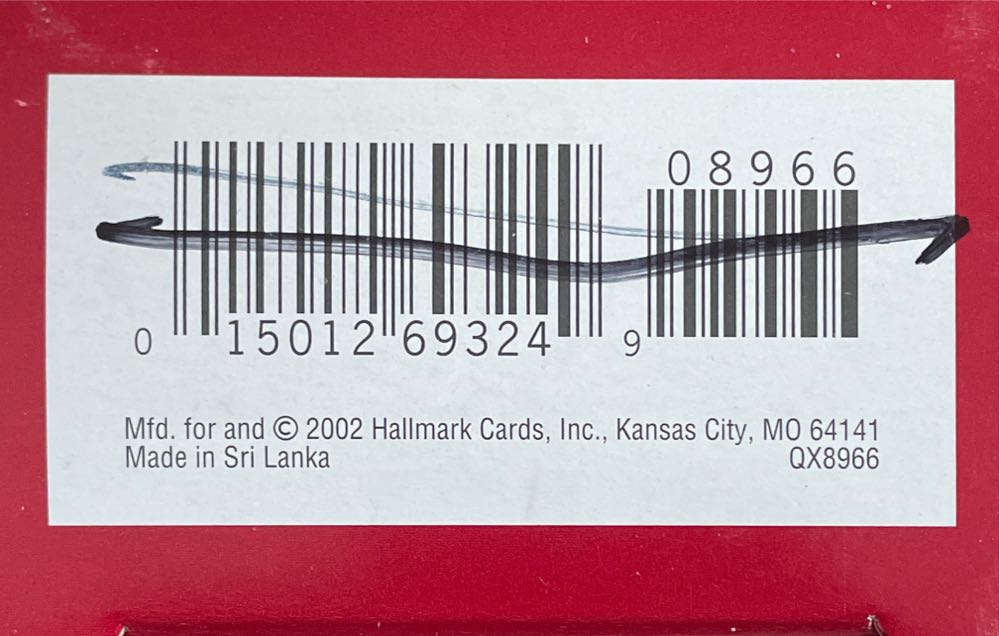 08966
0 15012 69324 9
Mfd. for and © 2002 Hallmark Cards, Inc., Kansas City, MO 64141
Made in Sri Lanka QX8966